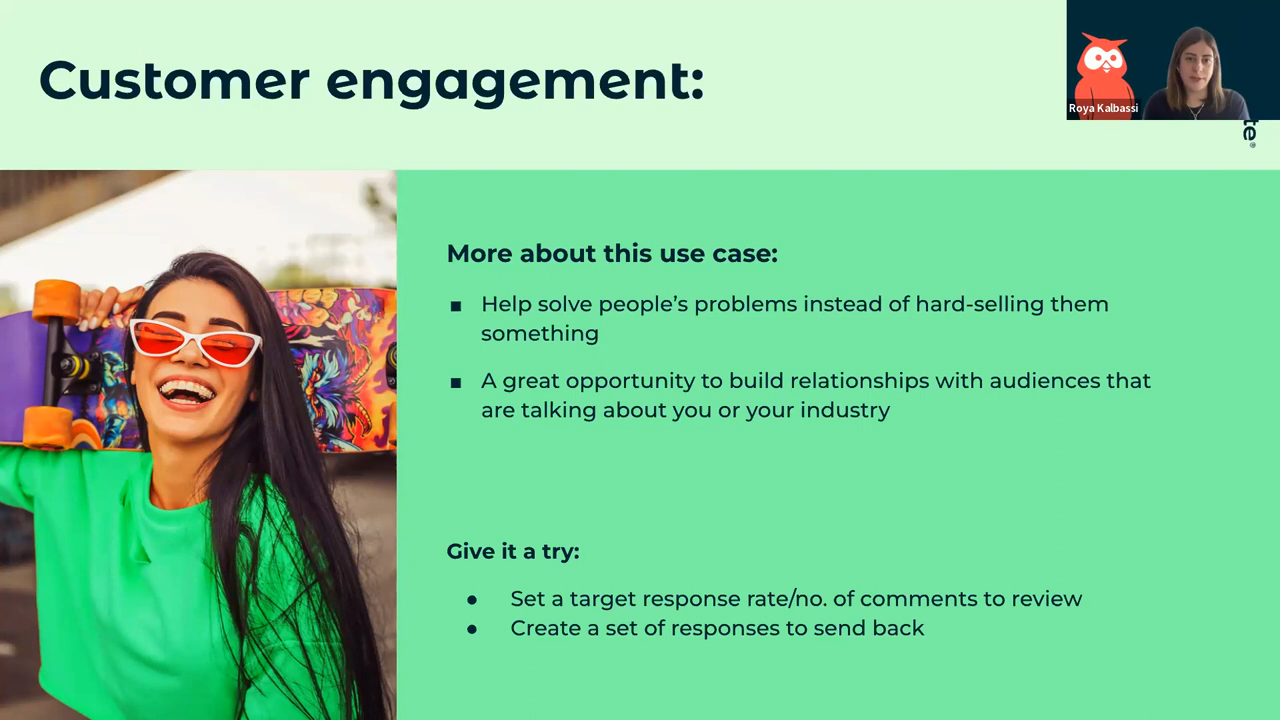 Customer engagement:
Roya Kalbassi
te®
More about this use case:
▪ Help solve people’s problems instead of hard-selling them
something
▪ A great opportunity to build relationships with audiences that
are talking about you or your industry
Give it a try:
● Set a target response rate/no. of comments to review
● Create a set of responses to send back